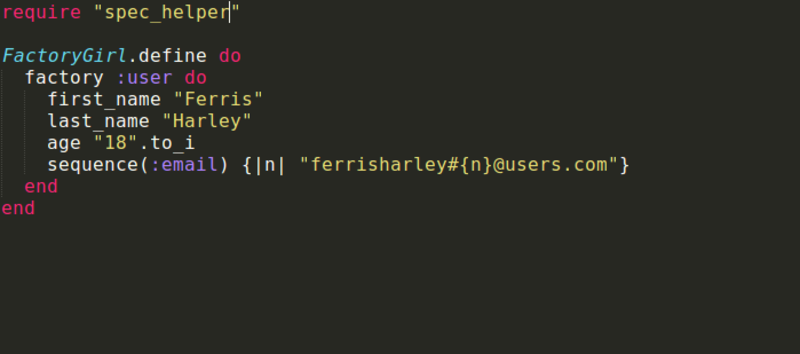 require "spec_helper"
FactoryGirl.define do
factory :user do
first_name "Ferris"
last_name "Harley"
age "18".to_i
sequence(:email) {|n| "ferrisharley#{n}@users.com"}
end
end